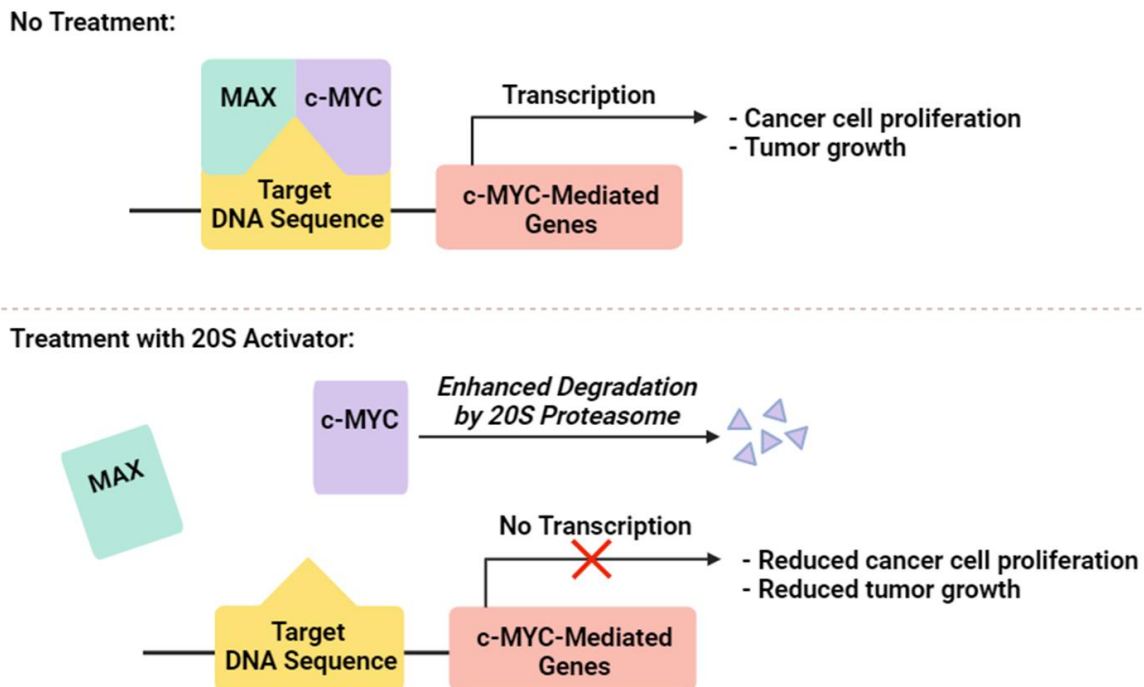 No Treatment:
MAX
c-MYC
Transcription
- Cancer cell proliferation
- Tumor growth
Target
DNA Sequence
c-MYC-Mediated
Genes
Treatment with 20S Activator:
MAX
c-MYC
Enhanced Degradation
by 20S Proteasome
No Transcription
- Reduced cancer cell proliferation
- Reduced tumor growth
Target
DNA Sequence
c-MYC-Mediated
Genes